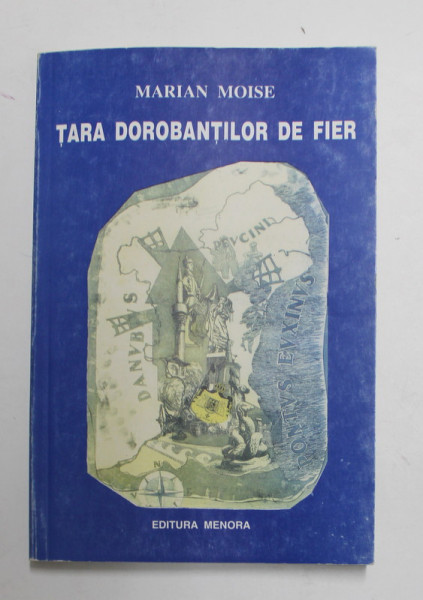 MARIAN MOISE
ȚARA DOROBANȚILOR DE FIER
PEVCINI
DANVBIVS
PONTVS EVXINVS
EDITURA MENORA